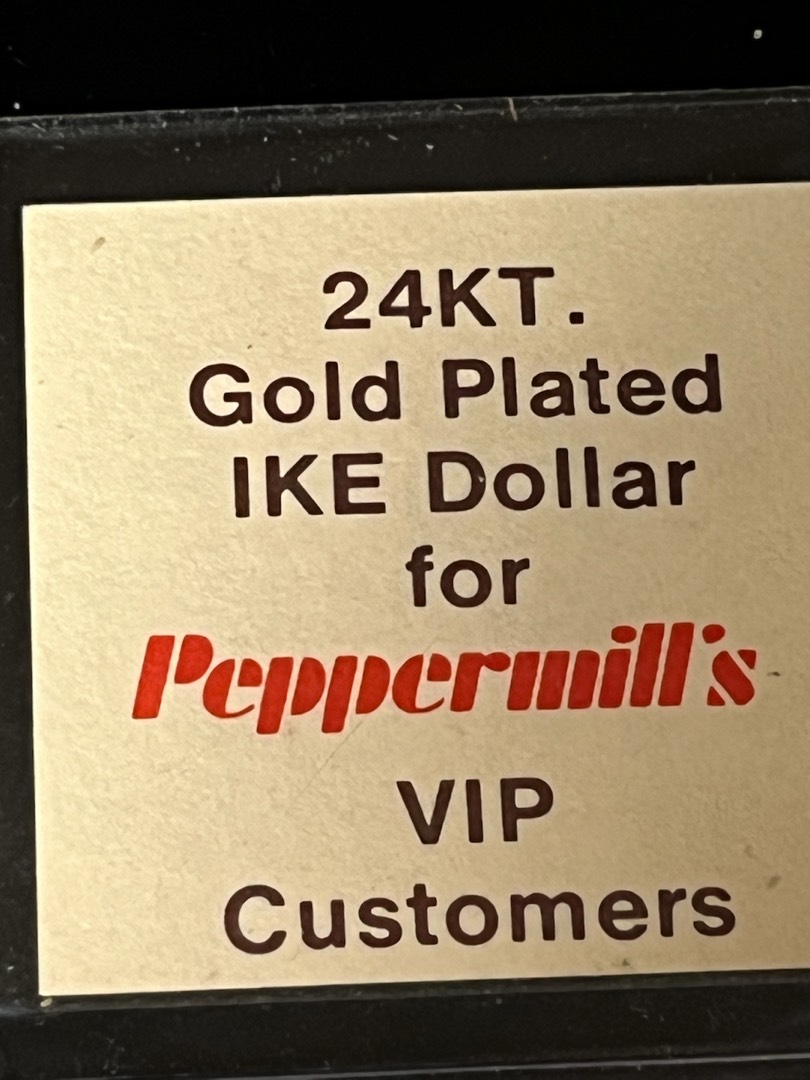 24KT.
Gold Plated
IKE Dollar
for
Peppermill's
VIP
Customers